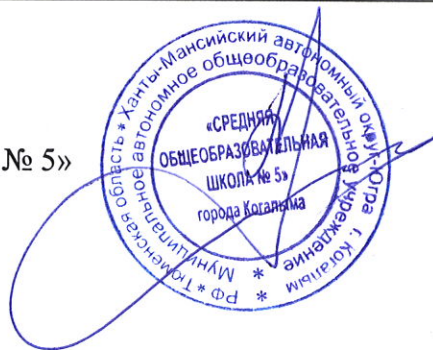 № 5»
РФ * Тюменская область * Ханты-Мансийский автономный округ-Югра г. Когалым *
Муниципальное автономное общеобразовательное учреждение *
«СРЕДНЯЯ
ОБЩЕОБРАЗОВАТЕЛЬНАЯ
ШКОЛА № 5»
города Когалыма